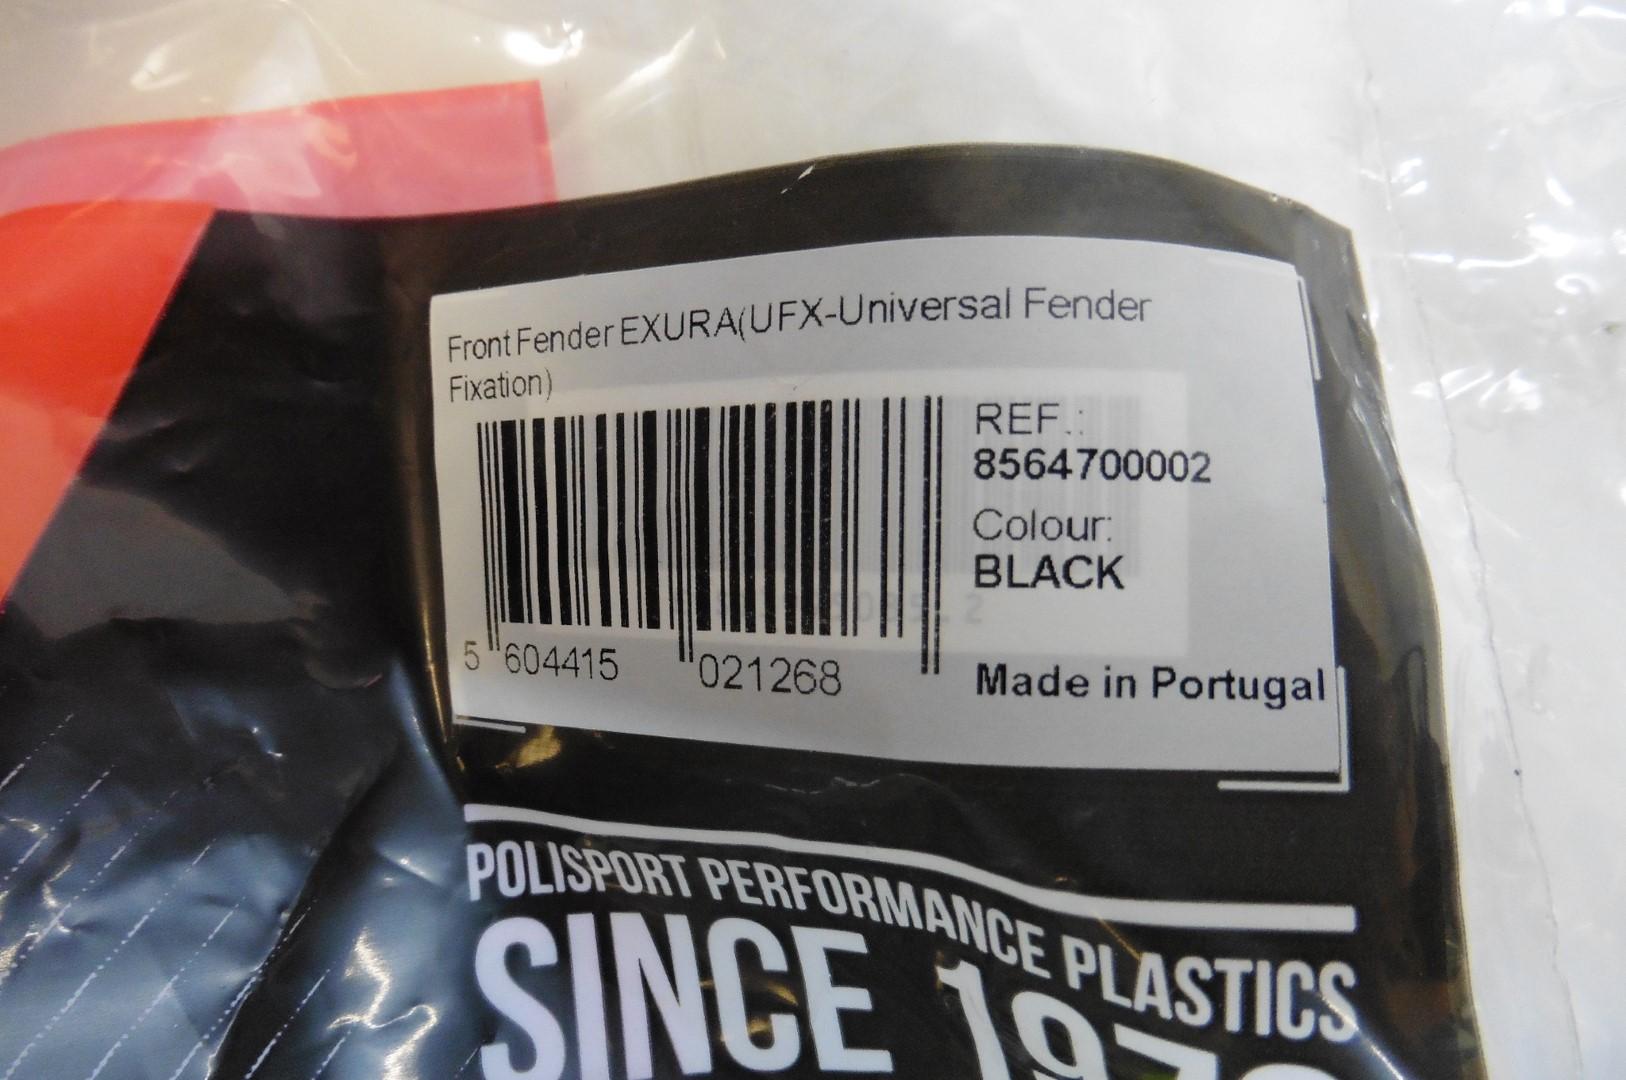 Front Fender EXURA(UFX-Universal Fender
Fixation)
REF.:
8564700002
Colour:
BLACK
5 604415 021268
Made in Portugal
POLISPORT PERFORMANCE PLASTICS
SINCE